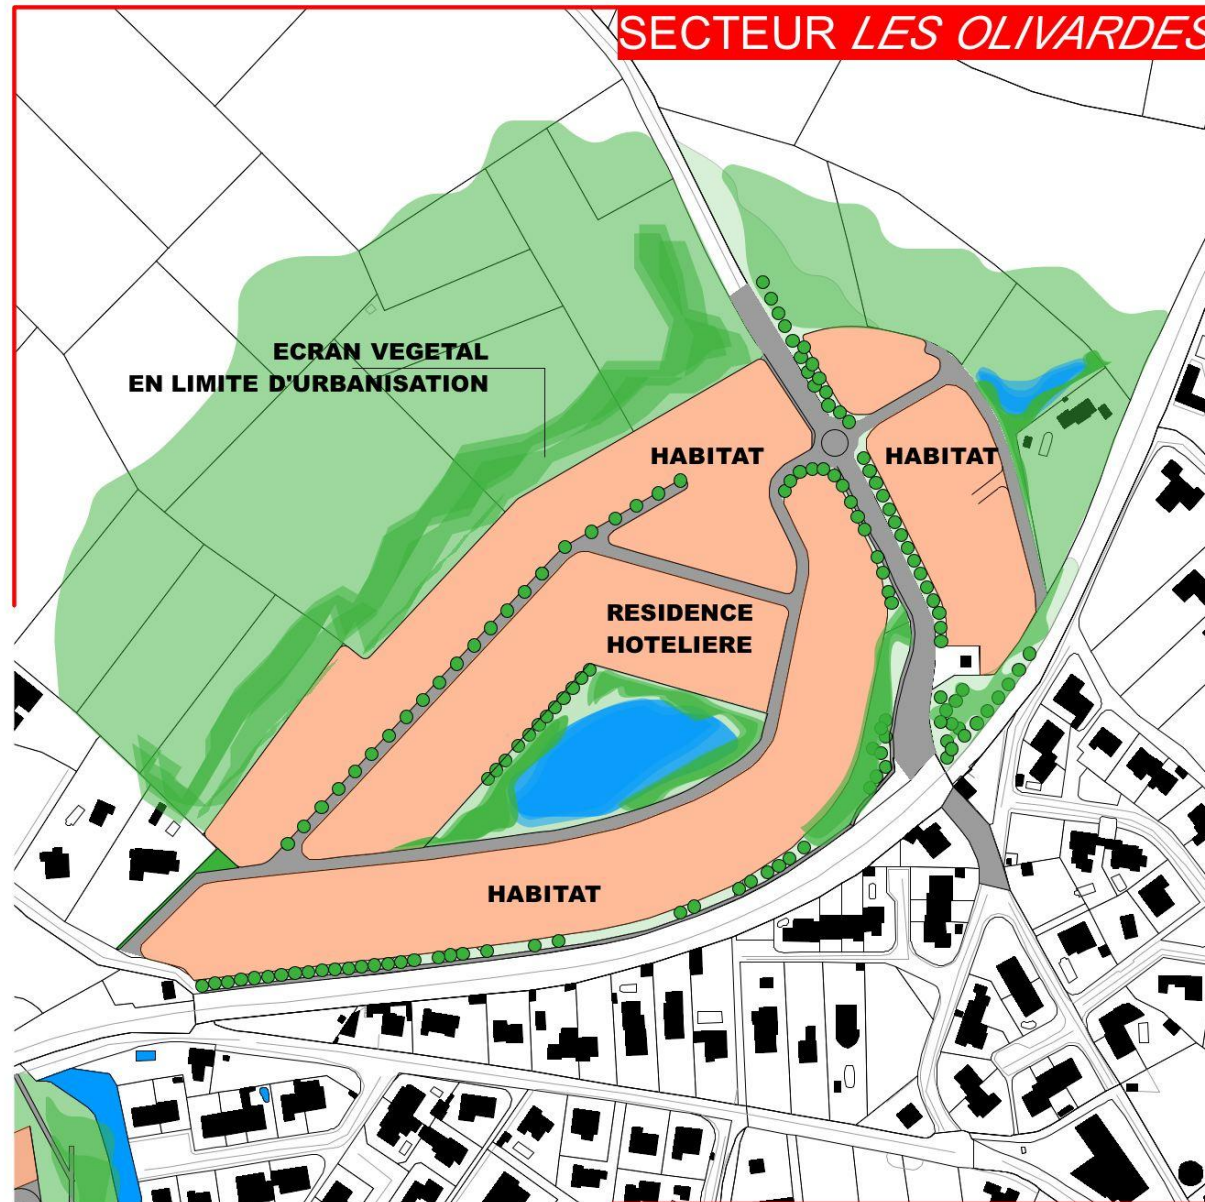 SECTEUR LES OLIVARDES
ECRAN VEGETAL
EN LIMITE D'URBANISATION
HABITAT
HABITAT
RESIDENCE
HOTELIERE
HABITAT